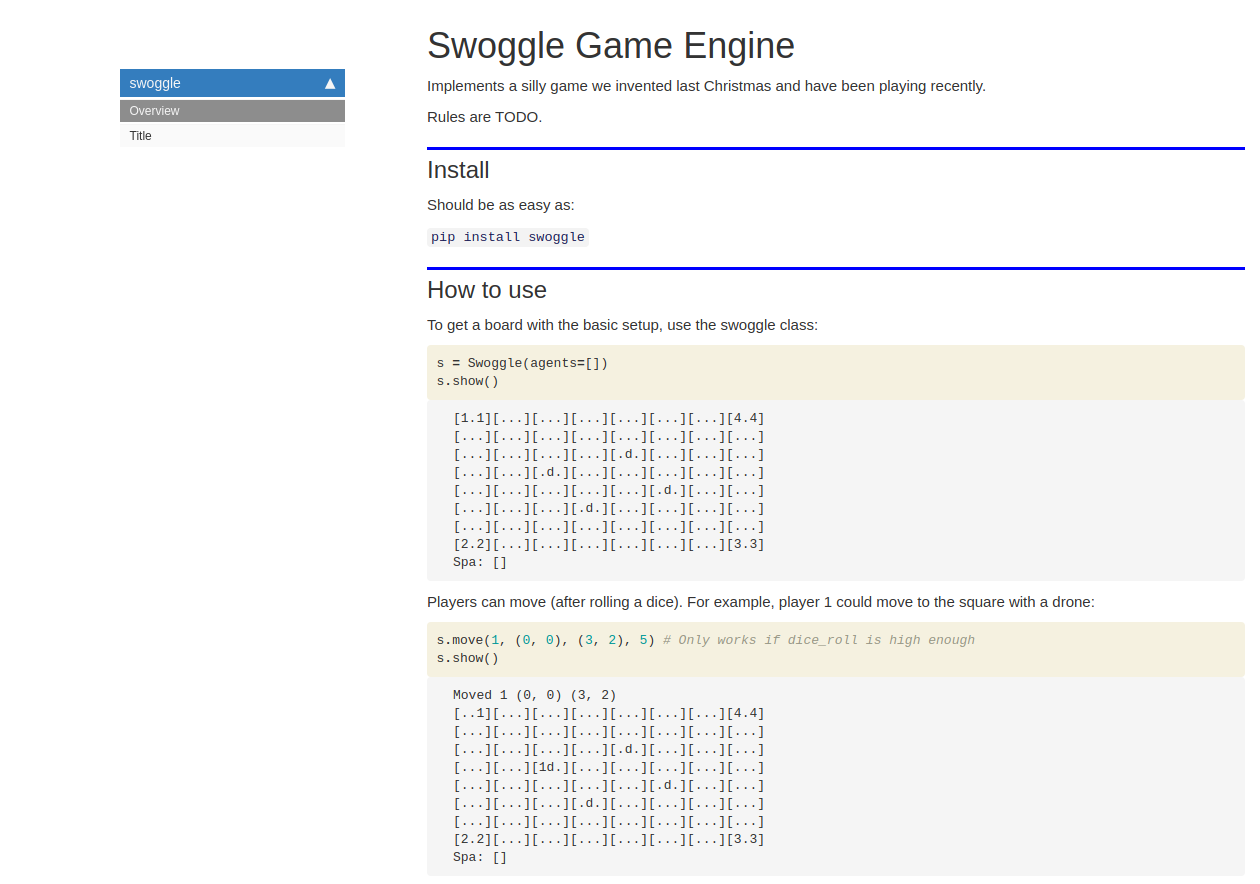 swoggle ▲
Overview
Title
Swoggle Game Engine
Implements a silly game we invented last Christmas and have been playing recently.
Rules are TODO.
Install
Should be as easy as:
pip install swoggle
How to use
To get a board with the basic setup, use the swoggle class:
s = Swoggle(agents=[])
s.show()
[1.1][...][...][...][...][...][...][4.4]
[...][...][...][...][...][...][...][...]
[...][...][...][...][.d.][...][...][...]
[...][...][.d.][...][...][...][...][...]
[...][...][...][...][...][.d.][...][...]
[...][...][...][.d.][...][...][...][...]
[...][...][...][...][...][...][...][...]
[2.2][...][...][...][...][...][...][3.3]
Spa: []
Players can move (after rolling a dice). For example, player 1 could move to the square with a drone:
s.move(1, (0, 0), (3, 2), 5) # Only works if dice_roll is high enough
s.show()
Moved 1 (0, 0) (3, 2)
[..1][...][...][...][...][...][...][4.4]
[...][...][...][...][...][...][...][...]
[...][...][...][...][.d.][...][...][...]
[...][...][1d.][...][...][...][...][...]
[...][...][...][...][...][.d.][...][...]
[...][...][...][.d.][...][...][...][...]
[...][...][...][...][...][...][...][...]
[2.2][...][...][...][...][...][...][3.3]
Spa: []